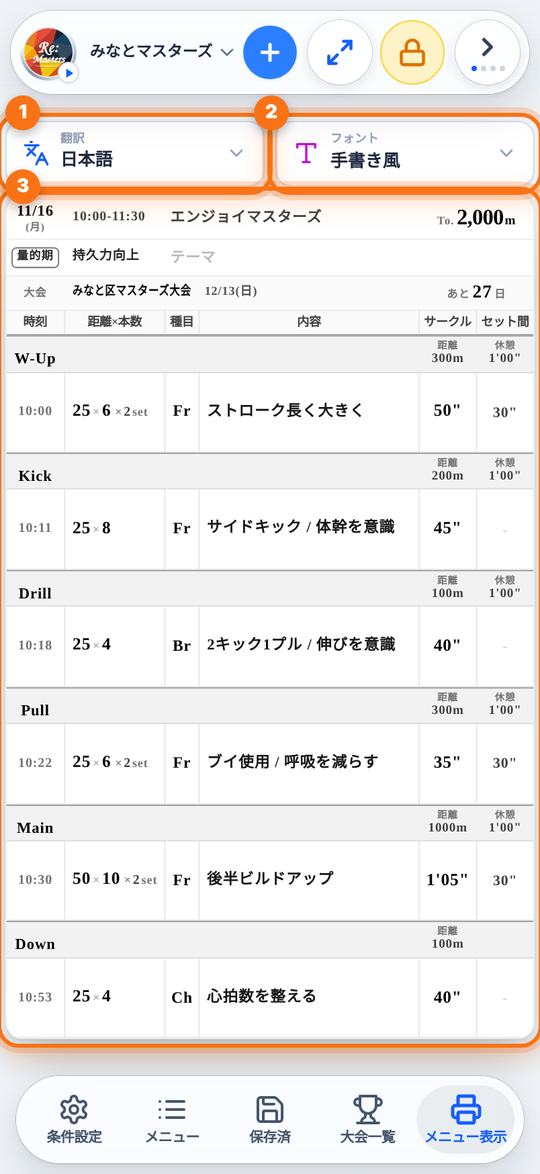 Re:
Masters
みなとマスターズ
1
2
翻訳
日本語
フォント
手書き風
3
11/16 10:00-11:30 エンジョイマスターズ To. 2,000m
(月)
量的期 持久力向上 テーマ
大会 みなと区マスターズ大会 12/13(日) あと 27 日
時刻 距離×本数 種目 内容 サークル セット間
W-Up 距離 300m 休憩 1'00"
10:00 25×6 ×2set Fr ストローク長く大きく 50" 30"
Kick 距離 200m 休憩 1'00"
10:11 25×8 Fr サイドキック / 体幹を意識 45" -
Drill 距離 100m 休憩 1'00"
10:18 25×4 Br 2キック1プル / 伸びを意識 40" -
Pull 距離 300m 休憩 1'00"
10:22 25×6 ×2set Fr ブイ使用 / 呼吸を減らす 35" 30"
Main 距離 1000m 休憩 1'00"
10:30 50×10 ×2set Fr 後半ビルドアップ 1'05" 30"
Down 距離 100m
10:53 25×4 Ch 心拍数を整える 40" -
条件設定 メニュー 保存済 大会一覧 メニュー表示